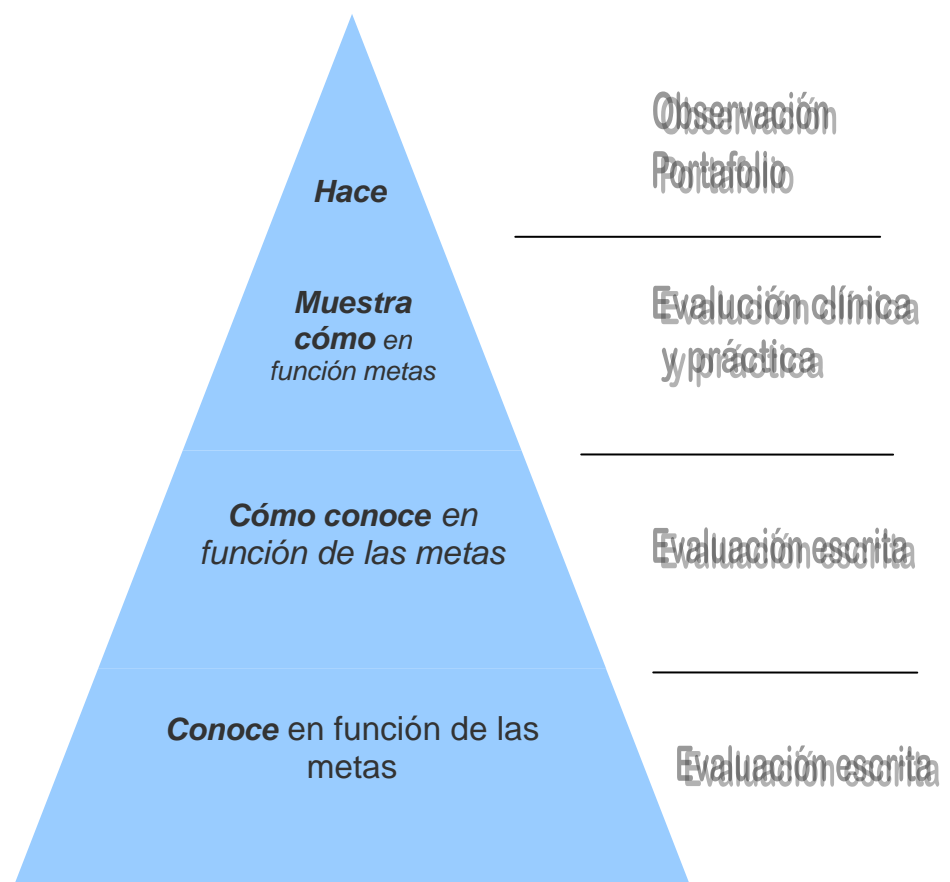 Observación
Portafolio
Hace
Muestra
cómo en
función metas
Evalución clínica
y práctica
Cómo conoce en
función de las metas
Evaluación escrita
Conoce en función de las
metas
Evaluación escrita